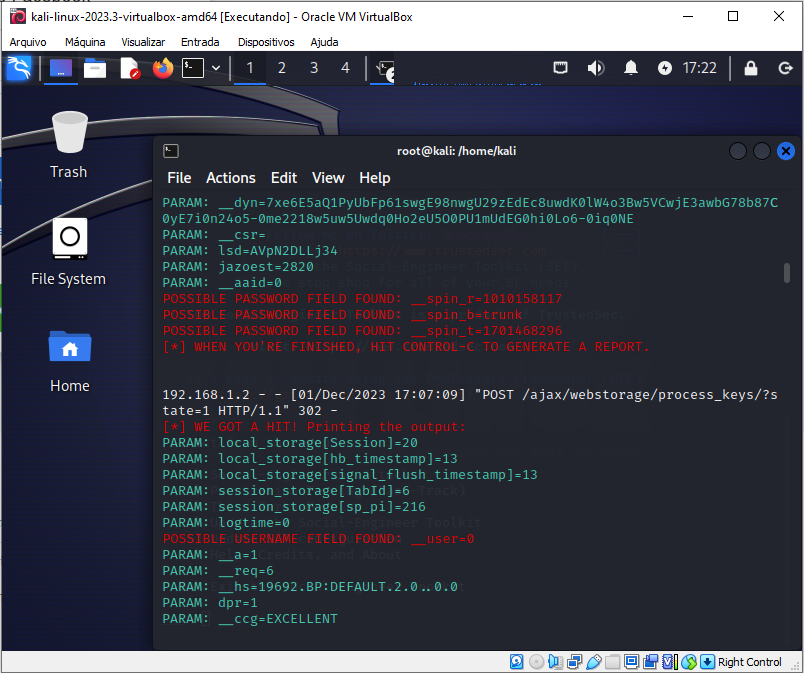 kali-linux-2023.3-virtualbox-amd64 [Executando] - Oracle VM VirtualBox
Arquivo Máquina Visualizar Entrada Dispositivos Ajuda
1 2 3 4 17:22
Trash
File System
Home
root@kali: /home/kali
File Actions Edit View Help
PARAM: __dyn=7xe6E5aQ1PyUbFp61swgE98nwgU29zEdEc8uwdK0lW4o3Bw5VCwjE3awbG78b87C
0yE7i0n24o5-0me2218w5uw5Uwdq0Ho2eU5O0PU1mUdEG0hi0Lo6-0iq0NE
PARAM: __csr=
PARAM: lsd=AVpN2DLLj34
PARAM: jazoest=2820
PARAM: __aaid=0
POSSIBLE PASSWORD FIELD FOUND: __spin_r=1010158117
POSSIBLE PASSWORD FIELD FOUND: __spin_b=trunk
POSSIBLE PASSWORD FIELD FOUND: __spin_t=1701468296
[*] WHEN YOU'RE FINISHED, HIT CONTROL-C TO GENERATE A REPORT.
192.168.1.2 - - [01/Dec/2023 17:07:09] "POST /ajax/webstorage/process_keys/?s
tate=1 HTTP/1.1" 302 -
[*] WE GOT A HIT! Printing the output:
PARAM: local_storage[Session]=20
PARAM: local_storage[hb_timestamp]=13
PARAM: local_storage[signal_flush_timestamp]=13
PARAM: session_storage[TabId]=6
PARAM: session_storage[sp_pi]=216
PARAM: logtime=0
POSSIBLE USERNAME FIELD FOUND: __user=0
PARAM: __a=1
PARAM: __req=6
PARAM: __hs=19692.BP:DEFAULT.2.0..0.0
PARAM: dpr=1
PARAM: __ccg=EXCELLENT
Right Control